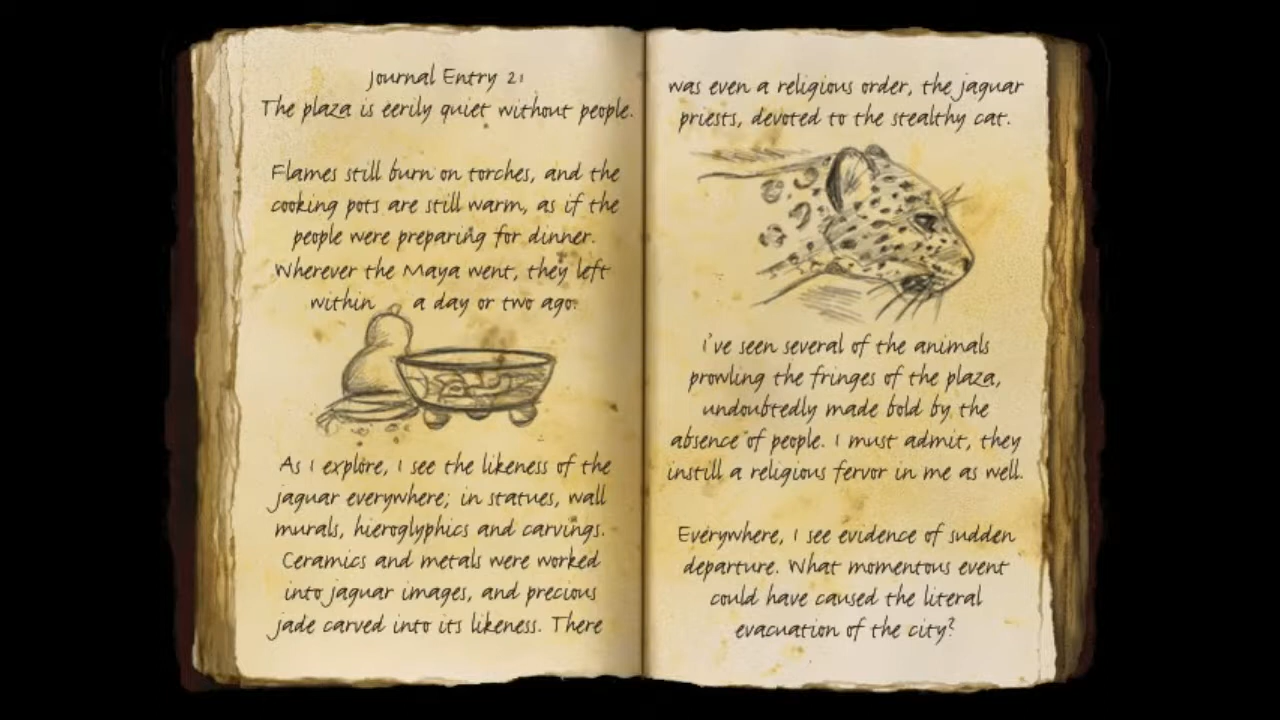 Journal Entry 21
The plaza is eerily quiet without people.
Flames still burn on torches, and the
cooking pots are still warm, as if the
people were preparing for dinner.
Wherever the Maya went, they left
within a day or two ago.
As I explore, I see the likeness of the
jaguar everywhere; in statues, wall
murals, hieroglyphics and carvings.
Ceramics and metals were worked
into jaguar images, and precious
jade carved into its likeness. There
was even a religious order, the jaguar
priests, devoted to the stealthy cat.
I've seen several of the animals
prowling the fringes of the plaza,
undoubtedly made bold by the
absence of people. I must admit, they
instill a religious fervor in me as well.
Everywhere, I see evidence of sudden
departure. What momentous event
could have caused the literal
evacuation of the city?